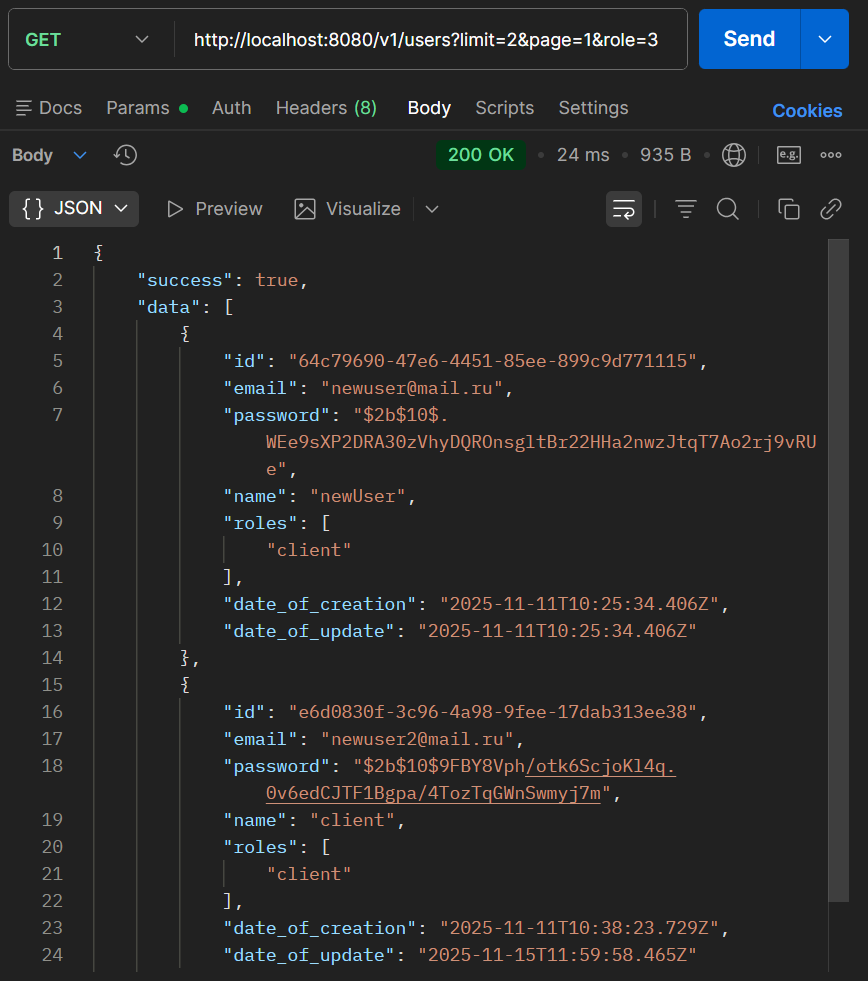 GET http://localhost:8080/v1/users?limit=2&page=1&role=3 Send
Docs Params Auth Headers (8) Body Scripts Settings Cookies
Body 200 OK 24 ms 935 B e.g.
{} JSON Preview Visualize
1 {
2 "success": true,
3 "data": [
4 {
5 "id": "64c79690-47e6-4451-85ee-899c9d771115",
6 "email": "newuser@mail.ru",
7 "password": "$2b$10$.
WEe9sXP2DRA30zVhyDQROnsgltBr22HHa2nwzJtqT7Ao2rj9vRU
e",
8 "name": "newUser",
9 "roles": [
10 "client"
11 ],
12 "date_of_creation": "2025-11-11T10:25:34.406Z",
13 "date_of_update": "2025-11-11T10:25:34.406Z"
14 },
15 {
16 "id": "e6d0830f-3c96-4a98-9fee-17dab313ee38",
17 "email": "newuser2@mail.ru",
18 "password": "$2b$10$9FBY8Vph/otk6ScjoKl4q.
0v6edCJTF1Bgpa/4TozTqGWnSwmyj7m",
19 "name": "client",
20 "roles": [
21 "client"
22 ],
23 "date_of_creation": "2025-11-11T10:38:23.729Z",
24 "date_of_update": "2025-11-15T11:59:58.465Z"